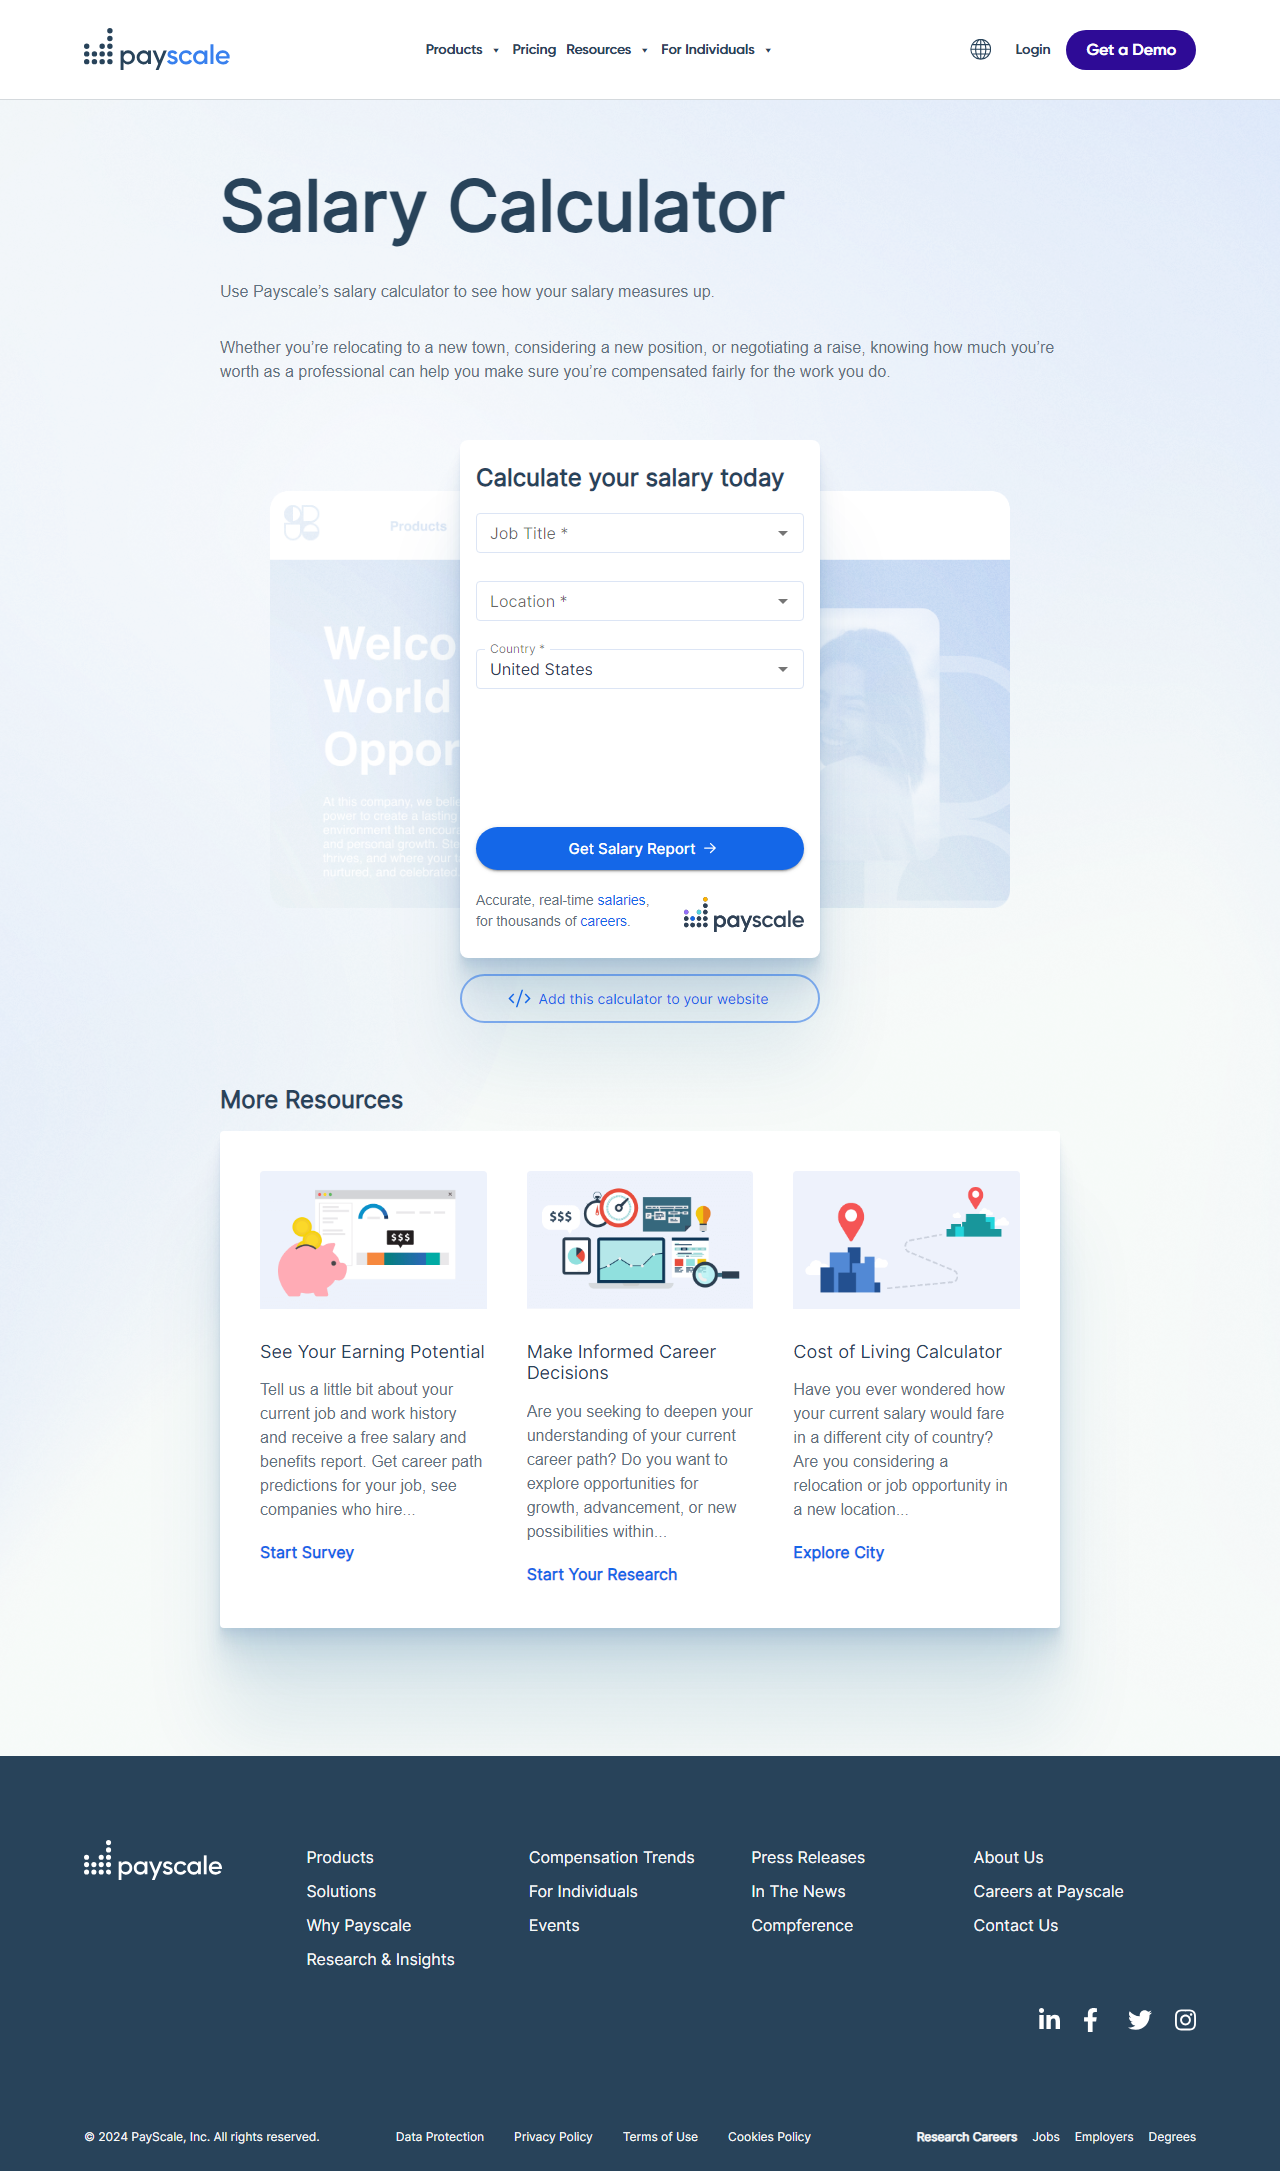 payscale
Products Pricing Resources For Individuals
Login
Get a Demo
Salary Calculator
Use Payscale’s salary calculator to see how your salary measures up.
Whether you’re relocating to a new town, considering a new position, or negotiating a raise, knowing how much you’re
worth as a professional can help you make sure you’re compensated fairly for the work you do.
Products
Welco
World
Oppor
At this company, we belie
power to create a lasting
environment that encoura
and personal growth. Ste
thrives, and where your t
nurtured, and celebrated
Calculate your salary today
Job Title *
Location *
Country *
United States
Get Salary Report
Accurate, real-time salaries,
for thousands of careers.
payscale
Add this calculator to your website
More Resources
$$$
$$$
See Your Earning Potential
Tell us a little bit about your
current job and work history
and receive a free salary and
benefits report. Get career path
predictions for your job, see
companies who hire...
Start Survey
Make Informed Career
Decisions
Are you seeking to deepen your
understanding of your current
career path? Do you want to
explore opportunities for
growth, advancement, or new
possibilities within...
Start Your Research
Cost of Living Calculator
Have you ever wondered how
your current salary would fare
in a different city of country?
Are you considering a
relocation or job opportunity in
a new location...
Explore City
payscale
Products
Solutions
Why Payscale
Research & Insights
Compensation Trends
For Individuals
Events
Press Releases
In The News
Compference
About Us
Careers at Payscale
Contact Us
© 2024 PayScale, Inc. All rights reserved.
Data Protection Privacy Policy Terms of Use Cookies Policy
Research Careers Jobs Employers Degrees